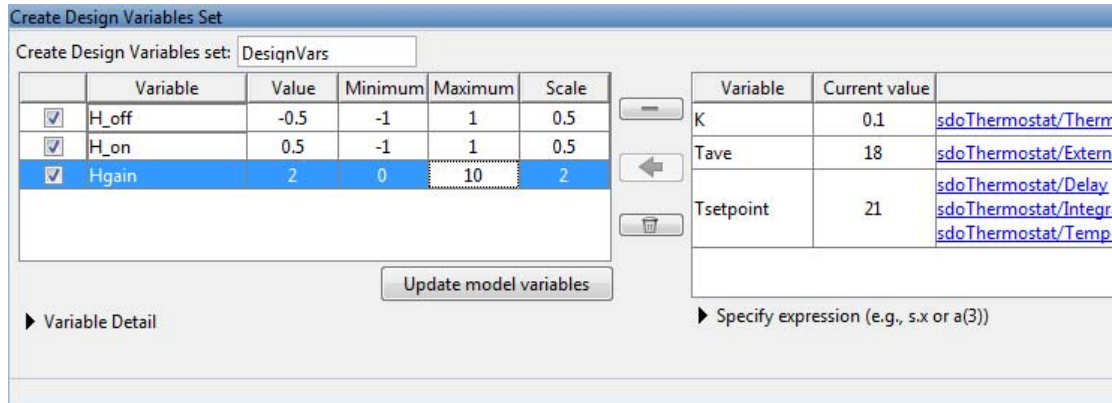 Create Design Variables Set
Create Design Variables set: DesignVars
Variable Value Minimum Maximum Scale
H_off -0.5 -1 1 0.5
H_on 0.5 -1 1 0.5
Hgain 2 0 10 2
Update model variables
Variable Detail
Variable Current value
K 0.1 sdoThermostat/Therm
Tave 18 sdoThermostat/Extern
sdoThermostat/Delay
Tsetpoint 21 sdoThermostat/Integr
sdoThermostat/Temp
Specify expression (e.g., s.x or a(3))